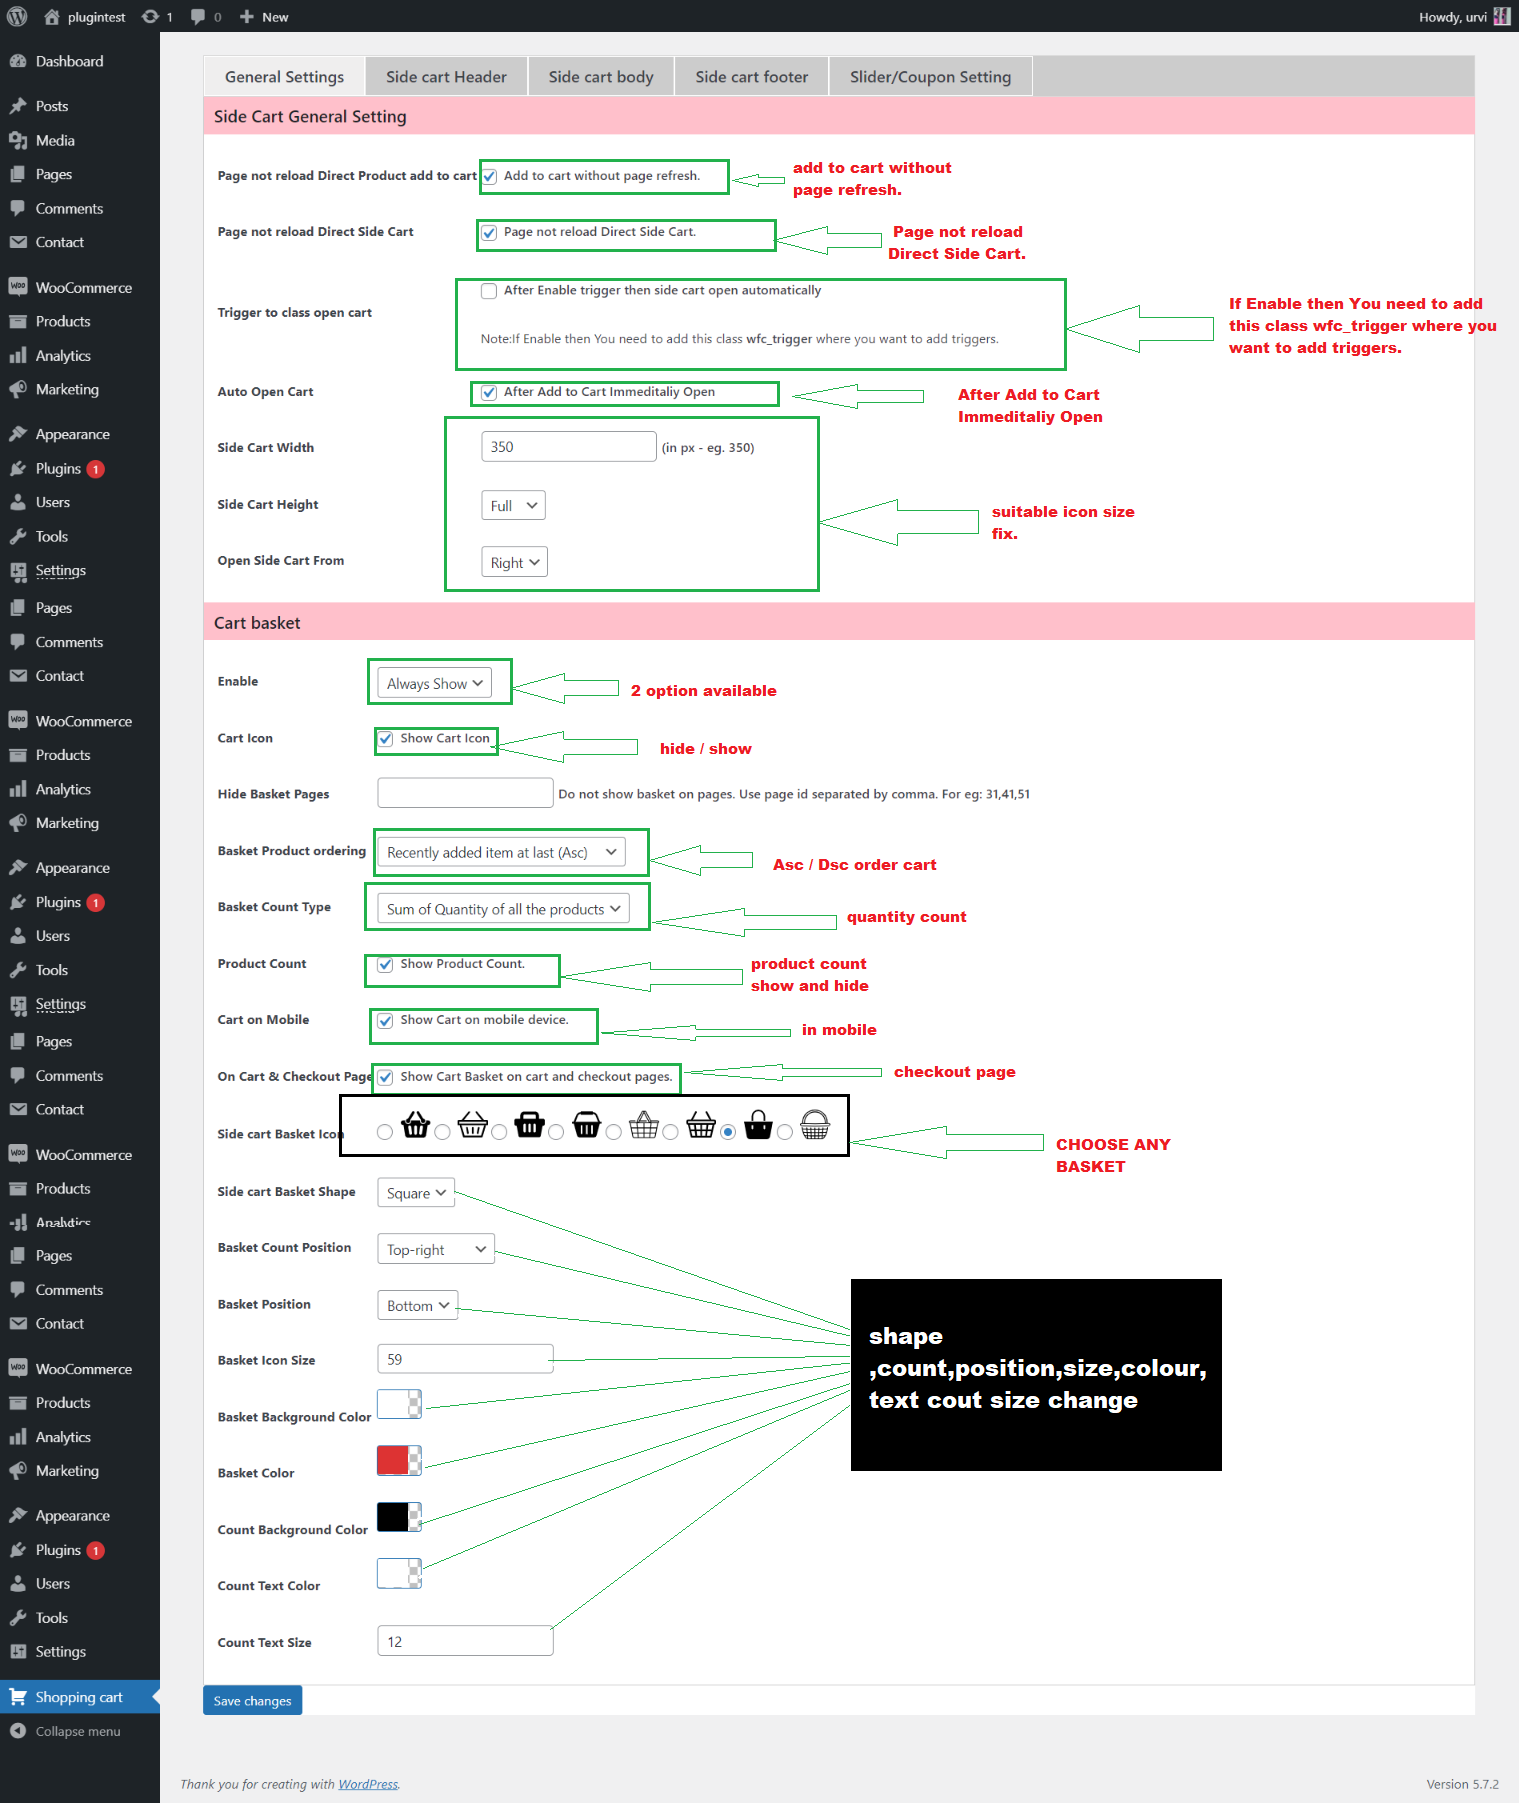 plugintest
1
0
New
Howdy, urvi
Dashboard
Posts
Media
Pages
Comments
Contact
WooCommerce
Products
Analytics
Marketing
Appearance
Plugins 1
Users
Tools
Settings
Pages
Comments
Contact
WooCommerce
Products
Analytics
Marketing
Appearance
Plugins 1
Users
Tools
Settings
Pages
Comments
Contact
WooCommerce
Products
Analytics
Pages
Comments
Contact
WooCommerce
Products
Analytics
Marketing
Appearance
Plugins 1
Users
Tools
Settings
Shopping cart
Collapse menu
General Settings
Side cart Header
Side cart body
Side cart footer
Slider/Coupon Setting
Side Cart General Setting
Page not reload Direct Product add to cart
Add to cart without page refresh.
add to cart without
page refresh.
Page not reload Direct Side Cart
Page not reload Direct Side Cart.
Page not reload
Direct Side Cart.
Trigger to class open cart
After Enable trigger then side cart open automatically
Note:If Enable then You need to add this class wfc_trigger where you want to add triggers.
If Enable then You need to add
this class wfc_trigger where you
want to add triggers.
Auto Open Cart
After Add to Cart Immeditaliy Open
After Add to Cart
Immeditaliy Open
Side Cart Width
350
(in px - eg. 350)
Side Cart Height
Full
suitable icon size
fix.
Open Side Cart From
Right
Cart basket
Enable
Always Show
2 option available
Cart Icon
Show Cart Icon
hide / show
Hide Basket Pages
Do not show basket on pages. Use page id separated by comma. For eg: 31,41,51
Basket Product ordering
Recently added item at last (Asc)
Asc / Dsc order cart
Basket Count Type
Sum of Quantity of all the products
quantity count
Product Count
Show Product Count.
product count
show and hide
Cart on Mobile
Show Cart on mobile device.
in mobile
On Cart & Checkout Page
Show Cart Basket on cart and checkout pages.
checkout page
Side cart Basket Icon
CHOOSE ANY
BASKET
Side cart Basket Shape
Square
Basket Count Position
Top-right
Basket Position
Bottom
Basket Icon Size
59
shape
,count,position,size,colour,
text cout size change
Basket Background Color
Basket Color
Count Background Color
Count Text Color
Count Text Size
12
Save changes
Thank you for creating with WordPress.
Version 5.7.2